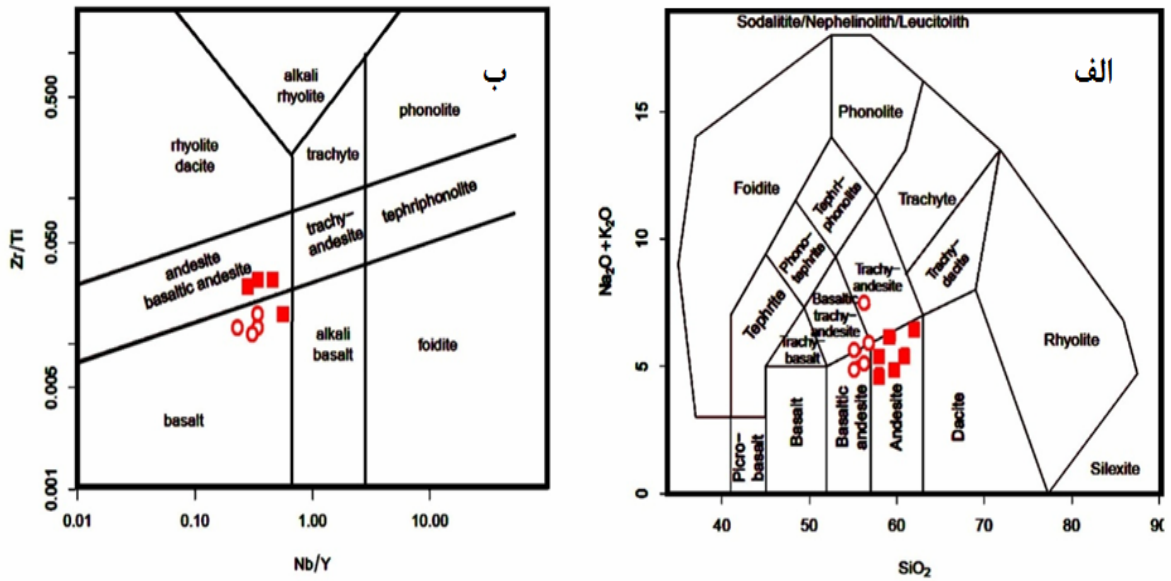 ب
alkali
rhyolite
phonolite
rhyolite
dacite
trachyte
tephriphonolite
trachy–
andesite
andesite
basaltic andesite
alkali
basalt
foidite
basalt
0.500
0.050
0.005
0.001
Zr/Ti
0.01
0.10
1.00
10.00
Nb/Y
الف
Sodalitite/Nephelinolith/Leucitolith
Phonolite
Foidite
Tephri–
phonolite
Trachyte
Phono–
tephrite
Trachy–
dacite
Trachy–
andesite
Tephrite
Basaltic
trachy–
andesite
Trachy–
basalt
Rhyolite
Picro–
basalt
Basalt
Basaltic
andesite
Andesite
Dacite
Silexite
15
10
5
0
Na₂O+K₂O
40
50
60
70
80
SiO₂